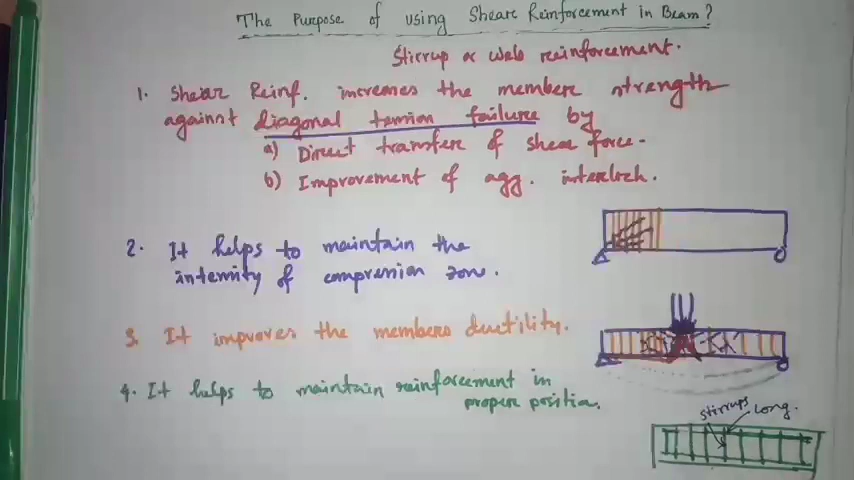 The Purpose of using Shear Reinforcement in Beam?
Stirrup or web reinforcement.
1. Shear Reinf. increases the members strength
against diagonal tension failure by
a) Direct transfer of shear force.
b) Improvement of agg. interlock.
2. It helps to maintain the
intensity of compression zone.
3. It improves the members ductility.
4. It helps to maintain reinforcement in
proper position.
stirrups long.